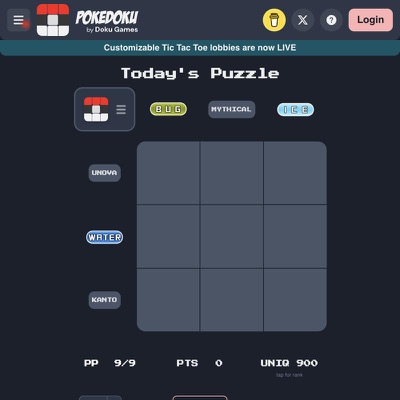 POKEDOKU
by Doku Games
Login
Customizable Tic Tac Toe lobbies are now LIVE
Today's Puzzle
BUG
MYTHICAL
ICE
UNOVA
WATER
KANTO
PP 9/9
PTS 0
UNIQ 900
tap for rank